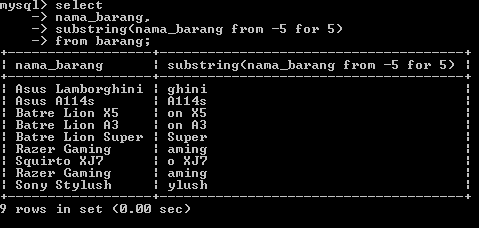 mysql> select
-> nama_barang,
-> substring(nama_barang from -5 for 5)
-> from barang;
+------------------+--------------------------------------+
| nama_barang | substring(nama_barang from -5 for 5) |
+------------------+--------------------------------------+
| Asus Lamborghini | ghini |
| Asus A114s | A114s |
| Batre Lion X5 | on X5 |
| Batre Lion A3 | on A3 |
| Batre Lion Super | Super |
| Razer Gaming | aming |
| Squirto XJ7 | o XJ7 |
| Razer Gaming | aming |
| Sony Stylush | ylush |
+------------------+--------------------------------------+
9 rows in set (0.00 sec)